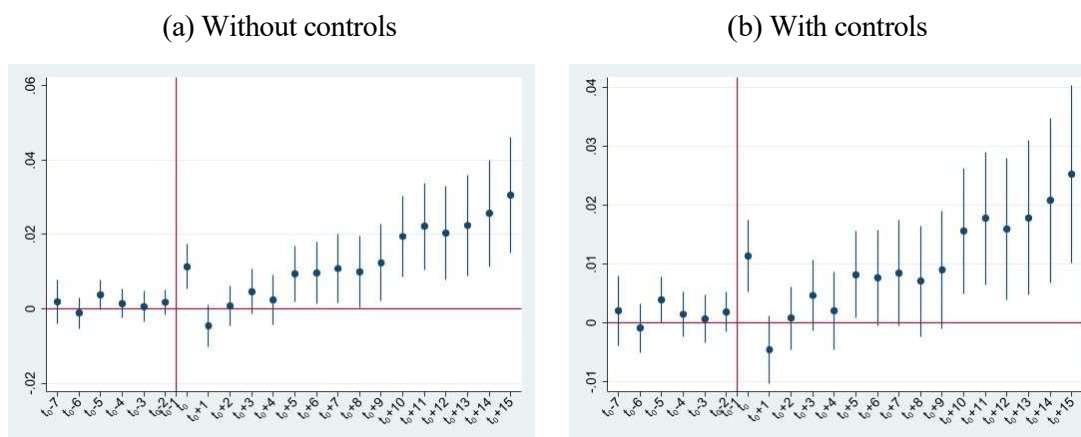 (a) Without controls
(b) With controls
.06
.04
.02
0
-.02
t₀-7
t₀-6
t₀-5
t₀-4
t₀-3
t₀-2
t₀-1
t₀
t₀+1
t₀+2
t₀+3
t₀+4
t₀+5
t₀+6
t₀+7
t₀+8
t₀+9
t₀+10
t₀+11
t₀+12
t₀+13
t₀+14
t₀+15
.04
.03
.02
.01
0
-.01
t₀-7
t₀-6
t₀-5
t₀-4
t₀-3
t₀-2
t₀-1
t₀
t₀+1
t₀+2
t₀+3
t₀+4
t₀+5
t₀+6
t₀+7
t₀+8
t₀+9
t₀+10
t₀+11
t₀+12
t₀+13
t₀+14
t₀+15